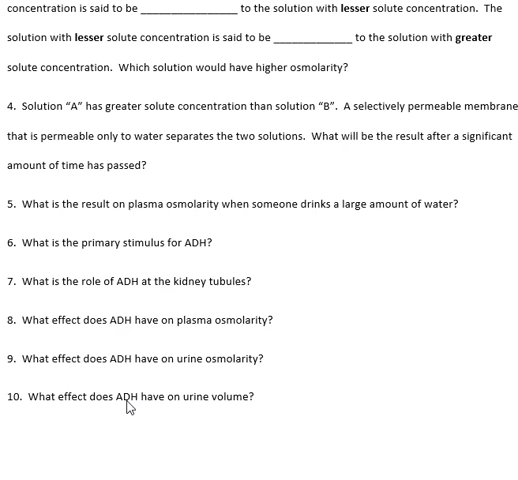 concentration is said to be _________________ to the solution with lesser solute concentration.  The
solution with lesser solute concentration is said to be ______________ to the solution with greater
solute concentration.  Which solution would have higher osmolarity?
4.  Solution “A” has greater solute concentration than solution “B”.  A selectively permeable membrane
that is permeable only to water separates the two solutions.  What will be the result after a significant
amount of time has passed?
5.  What is the result on plasma osmolarity when someone drinks a large amount of water?
6.  What is the primary stimulus for ADH?
7.  What is the role of ADH at the kidney tubules?
8.  What effect does ADH have on plasma osmolarity?
9.  What effect does ADH have on urine osmolarity?
10.  What effect does ADH have on urine volume?